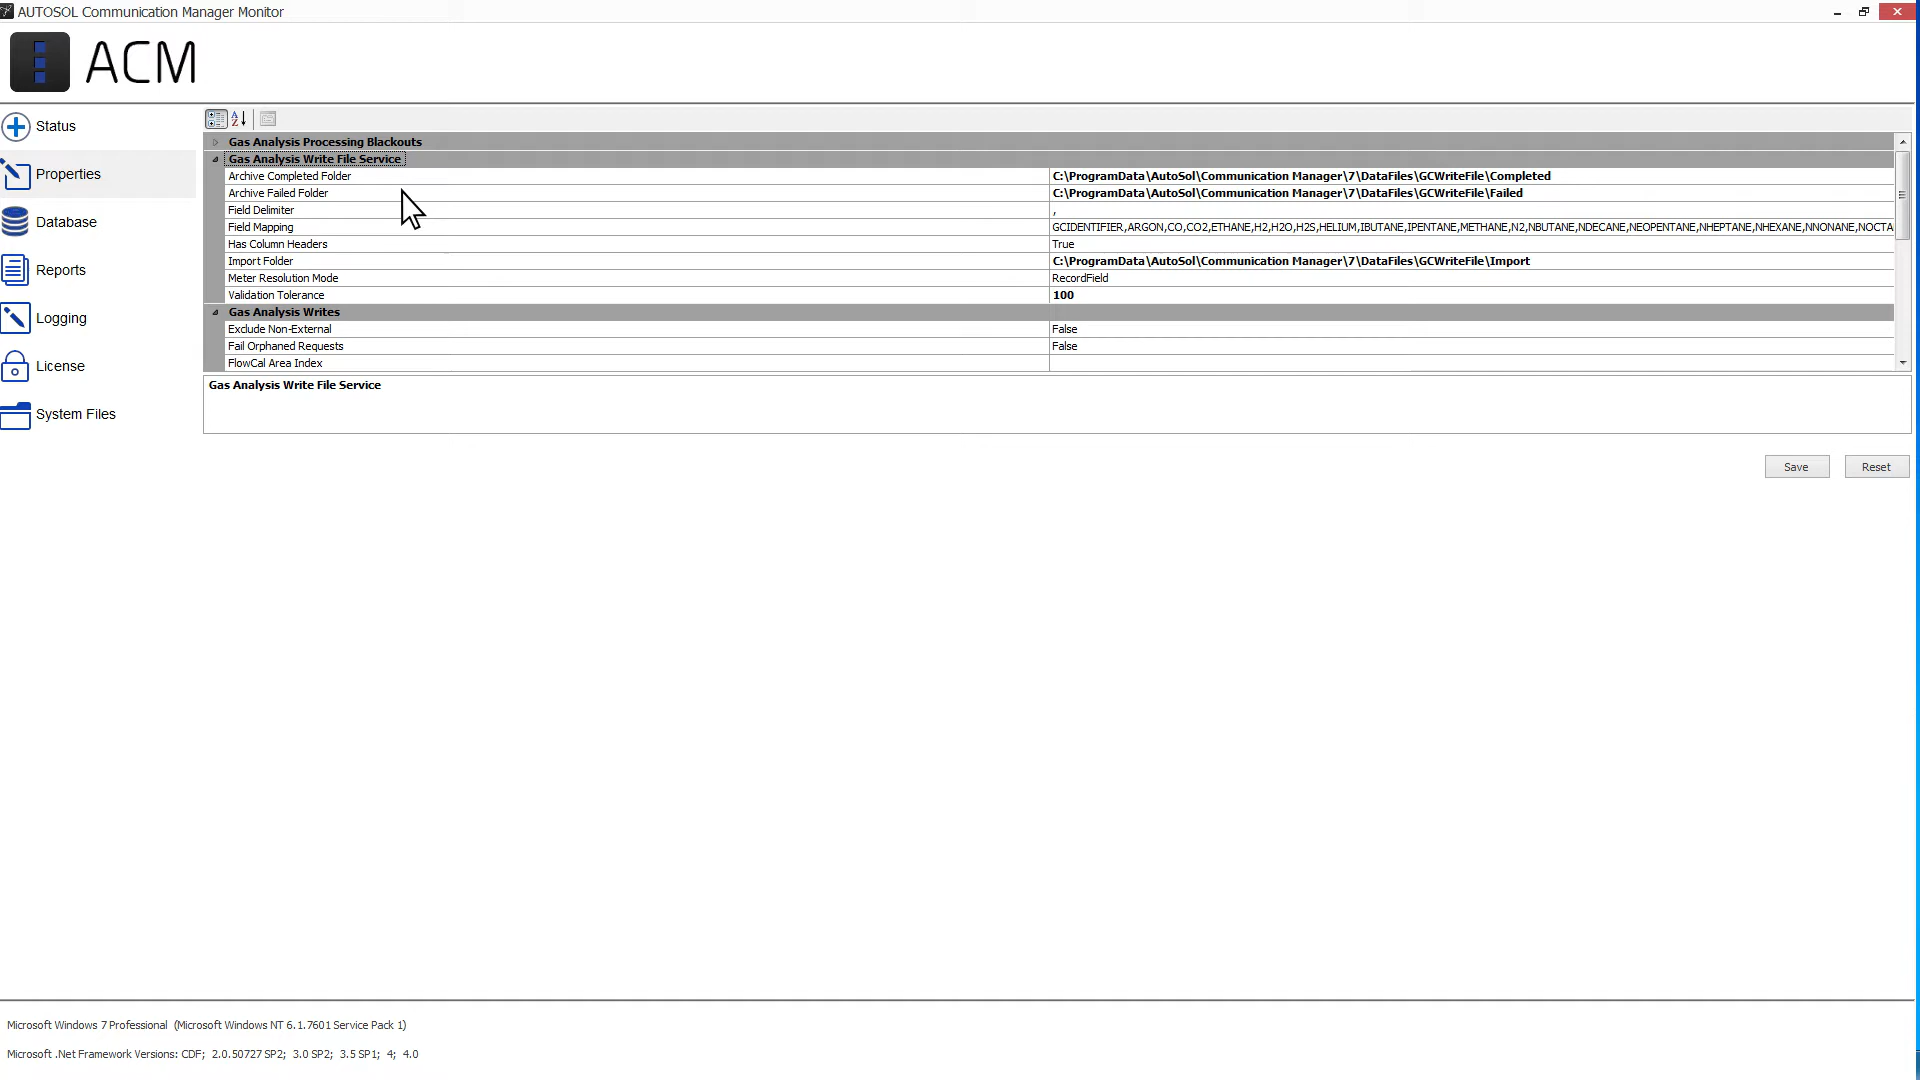 AUTOSOL Communication Manager Monitor
ACM
Status
Properties
Database
Reports
Logging
License
System Files
Gas Analysis Processing Blackouts
Gas Analysis Write File Service
Archive Completed Folder C:\ProgramData\AutoSol\Communication Manager\7\DataFiles\GCWriteFile\Completed
Archive Failed Folder C:\ProgramData\AutoSol\Communication Manager\7\DataFiles\GCWriteFile\Failed
Field Delimiter ,
Field Mapping GCIDENTIFIER,ARGON,CO,CO2,ETHANE,H2,H2O,H2S,HELIUM,IBUTANE,IPENTANE,METHANE,N2,NBUTANE,NDECANE,NEOPENTANE,NHEPTANE,NHEXANE,NNONANE,NOCTA
Has Column Headers True
Import Folder C:\ProgramData\AutoSol\Communication Manager\7\DataFiles\GCWriteFile\Import
Meter Resolution Mode RecordField
Validation Tolerance 100
Gas Analysis Writes
Exclude Non-External False
Fail Orphaned Requests False
FlowCal Area Index
Gas Analysis Write File Service
Save Reset
Microsoft Windows 7 Professional (Microsoft Windows NT 6.1.7601 Service Pack 1)
Microsoft .Net Framework Versions: CDF; 2.0.50727 SP2; 3.0 SP2; 3.5 SP1; 4; 4.0